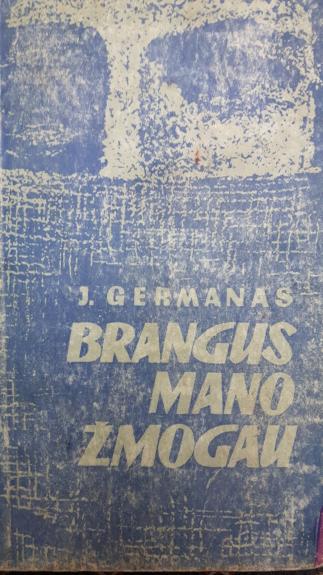 J. GERMANAS
BRANGUS
MANO
ŽMOGAU